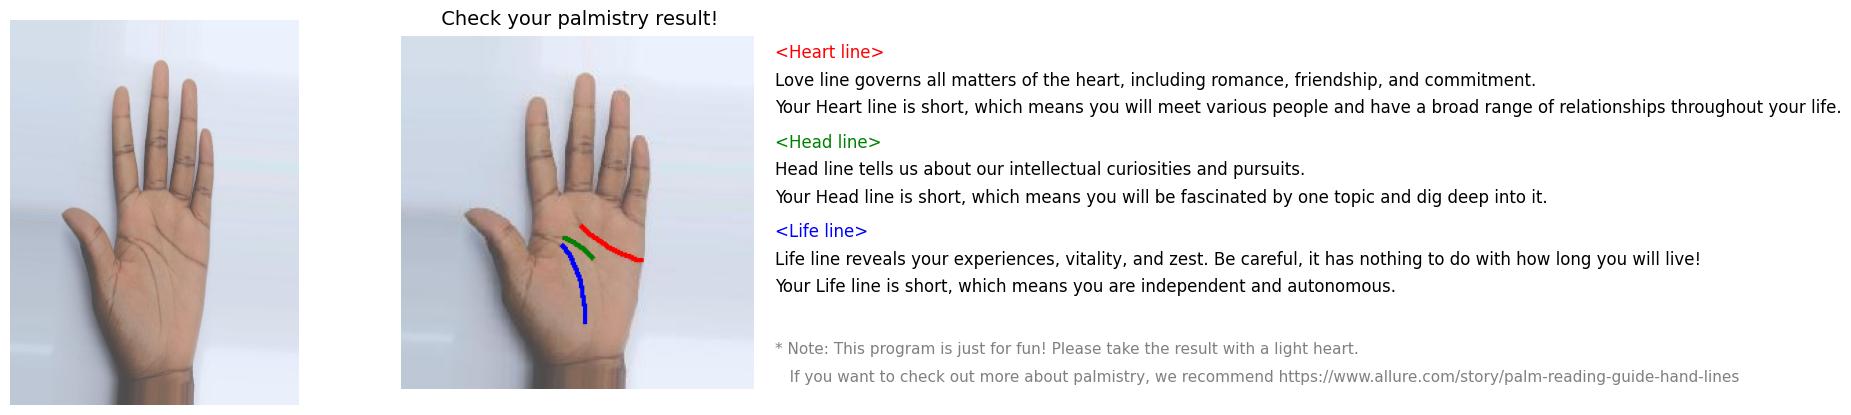 Check your palmistry result!
<Heart line>
Love line governs all matters of the heart, including romance, friendship, and commitment.
Your Heart line is short, which means you will meet various people and have a broad range of relationships throughout your life.
<Head line>
Head line tells us about our intellectual curiosities and pursuits.
Your Head line is short, which means you will be fascinated by one topic and dig deep into it.
<Life line>
Life line reveals your experiences, vitality, and zest. Be careful, it has nothing to do with how long you will live!
Your Life line is short, which means you are independent and autonomous.
* Note: This program is just for fun! Please take the result with a light heart.
If you want to check out more about palmistry, we recommend https://www.allure.com/story/palm-reading-guide-hand-lines